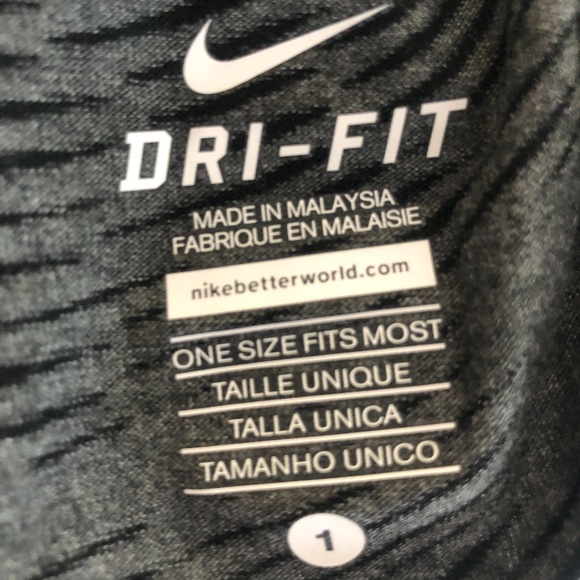 DRI-FIT
MADE IN MALAYSIA
FABRIQUE EN MALAISIE
nikebetterworld.com
ONE SIZE FITS MOST
TAILLE UNIQUE
TALLA UNICA
TAMANHO UNICO
1